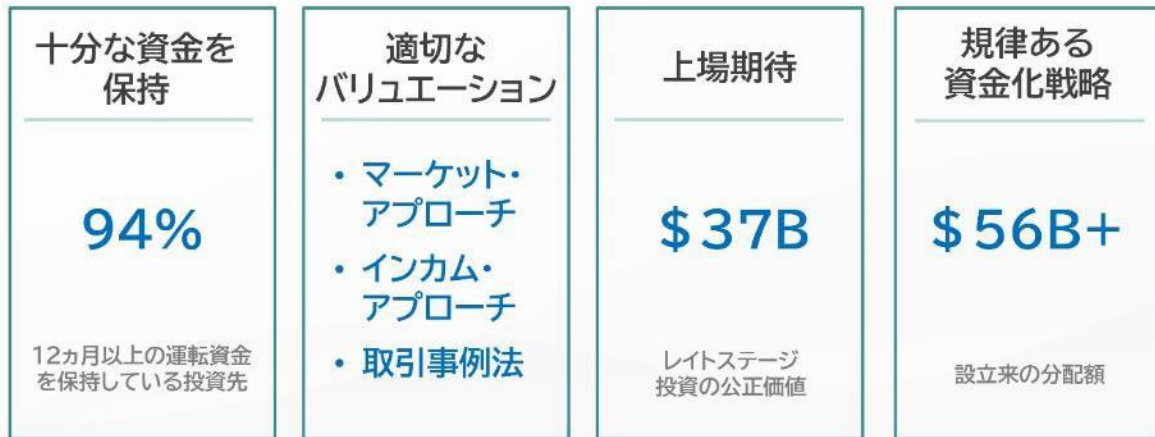 十分な資金を
保持
94%
12ヵ月以上の運転資金
を保持している投資先
適切な
バリュエーション
• マーケット・
アプローチ
• インカム・
アプローチ
• 取引事例法
上場期待
$37B
レイトステージ
投資の公正価値
規律ある
資金化戦略
$56B+
設立来の分配額